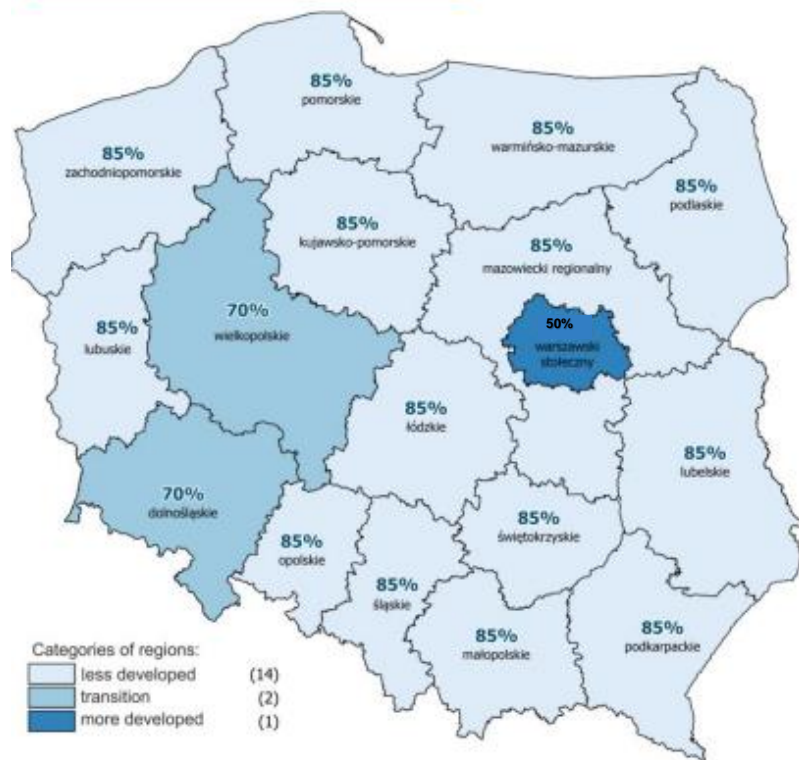 85%
pomorskie
85%
zachodniopomorskie
85%
warmińsko-mazurskie
85%
podlaskie
85%
kujawsko-pomorskie
85%
mazowiecki regionalny
70%
wielkopolskie
50%
warszawski
stołeczny
85%
lubuskie
85%
łódzkie
85%
lubelskie
70%
dolnośląskie
85%
opolskie
85%
śląskie
85%
świętokrzyskie
85%
małopolskie
85%
podkarpackie
Categories of regions:
less developed (14)
transition (2)
more developed (1)